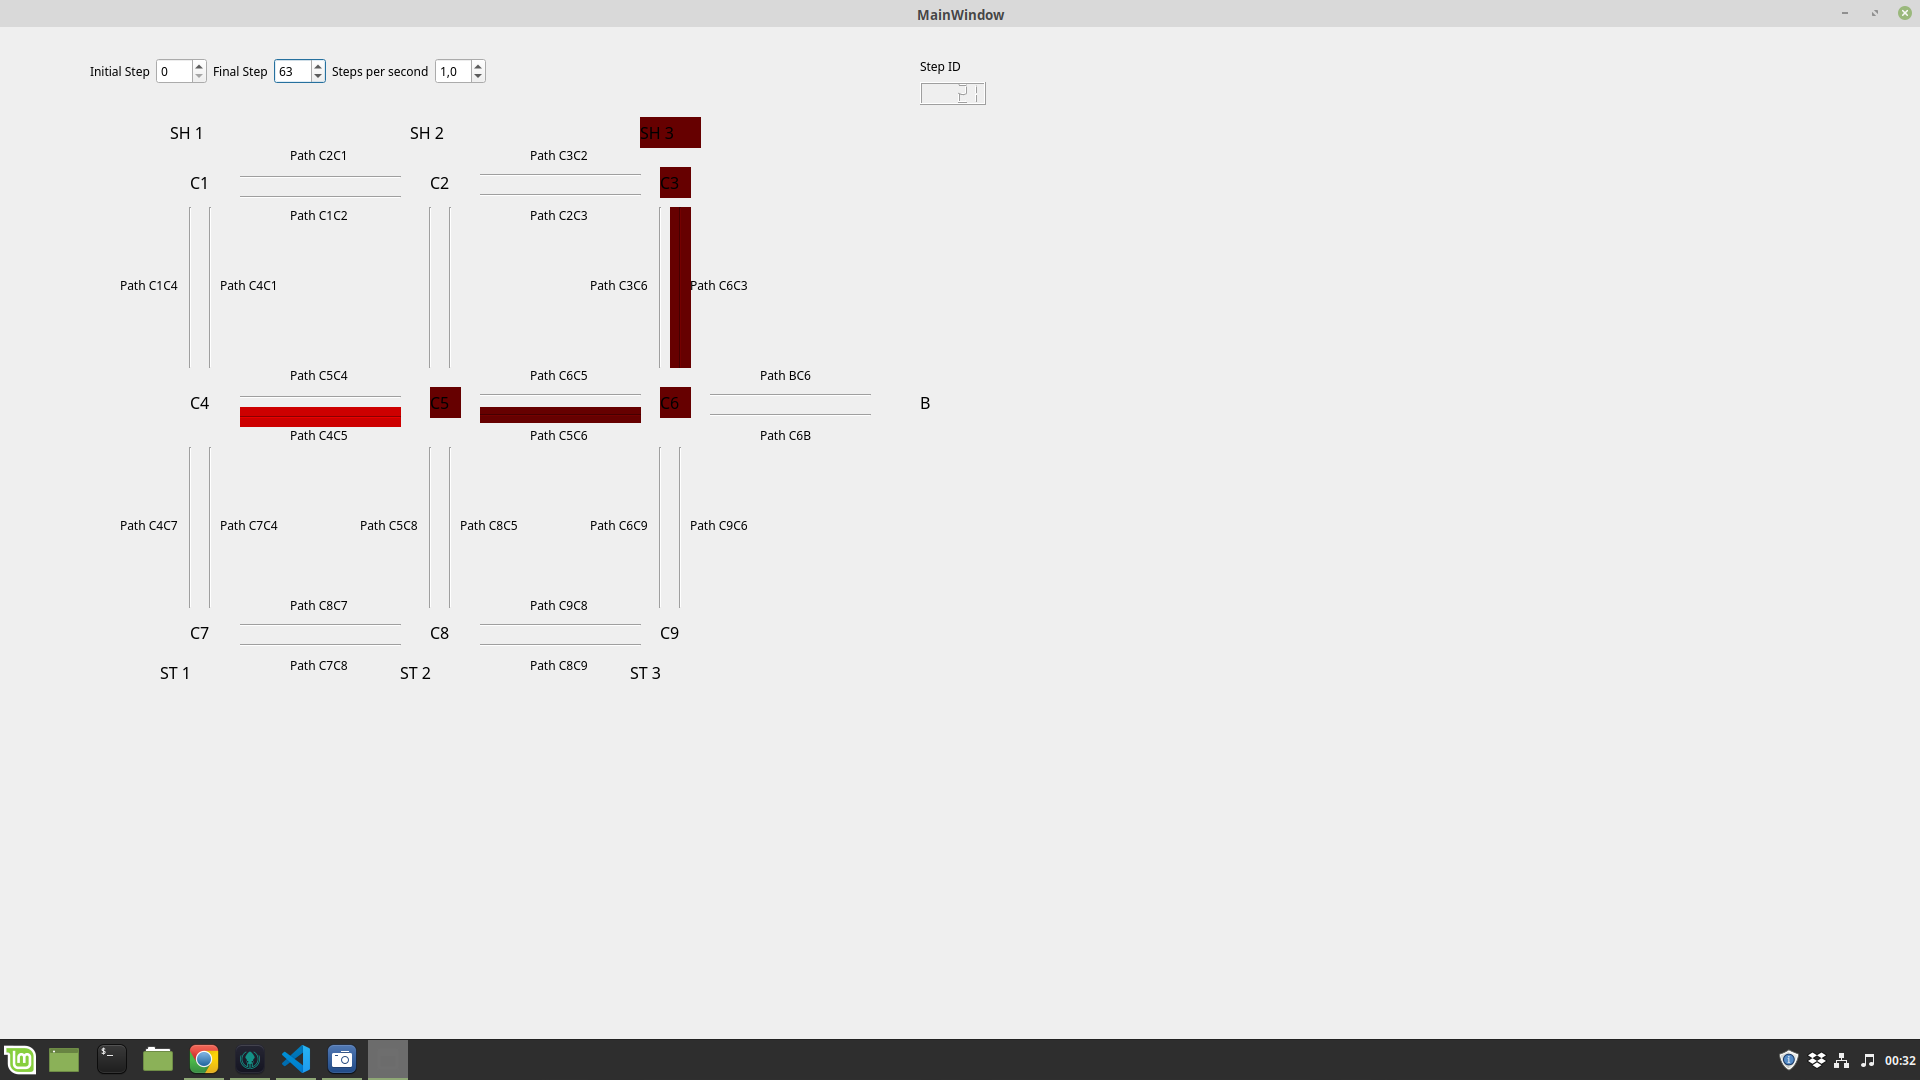 MainWindow
Step ID
Initial Step 0 Final Step 63 Steps per second 1,0
21
SH 1 SH 2 SH 3
Path C2C1 Path C3C2
C1 C2 C3
Path C1C2 Path C2C3
Path C1C4 Path C4C1 Path C3C6 Path C6C3
Path C5C4 Path C6C5 Path BC6
C4 C5 C6 B
Path C4C5 Path C5C6 Path C6B
Path C4C7 Path C7C4 Path C5C8 Path C8C5 Path C6C9 Path C9C6
Path C8C7 Path C9C8
C7 C8 C9
Path C7C8 Path C8C9
ST 1 ST 2 ST 3
00:32